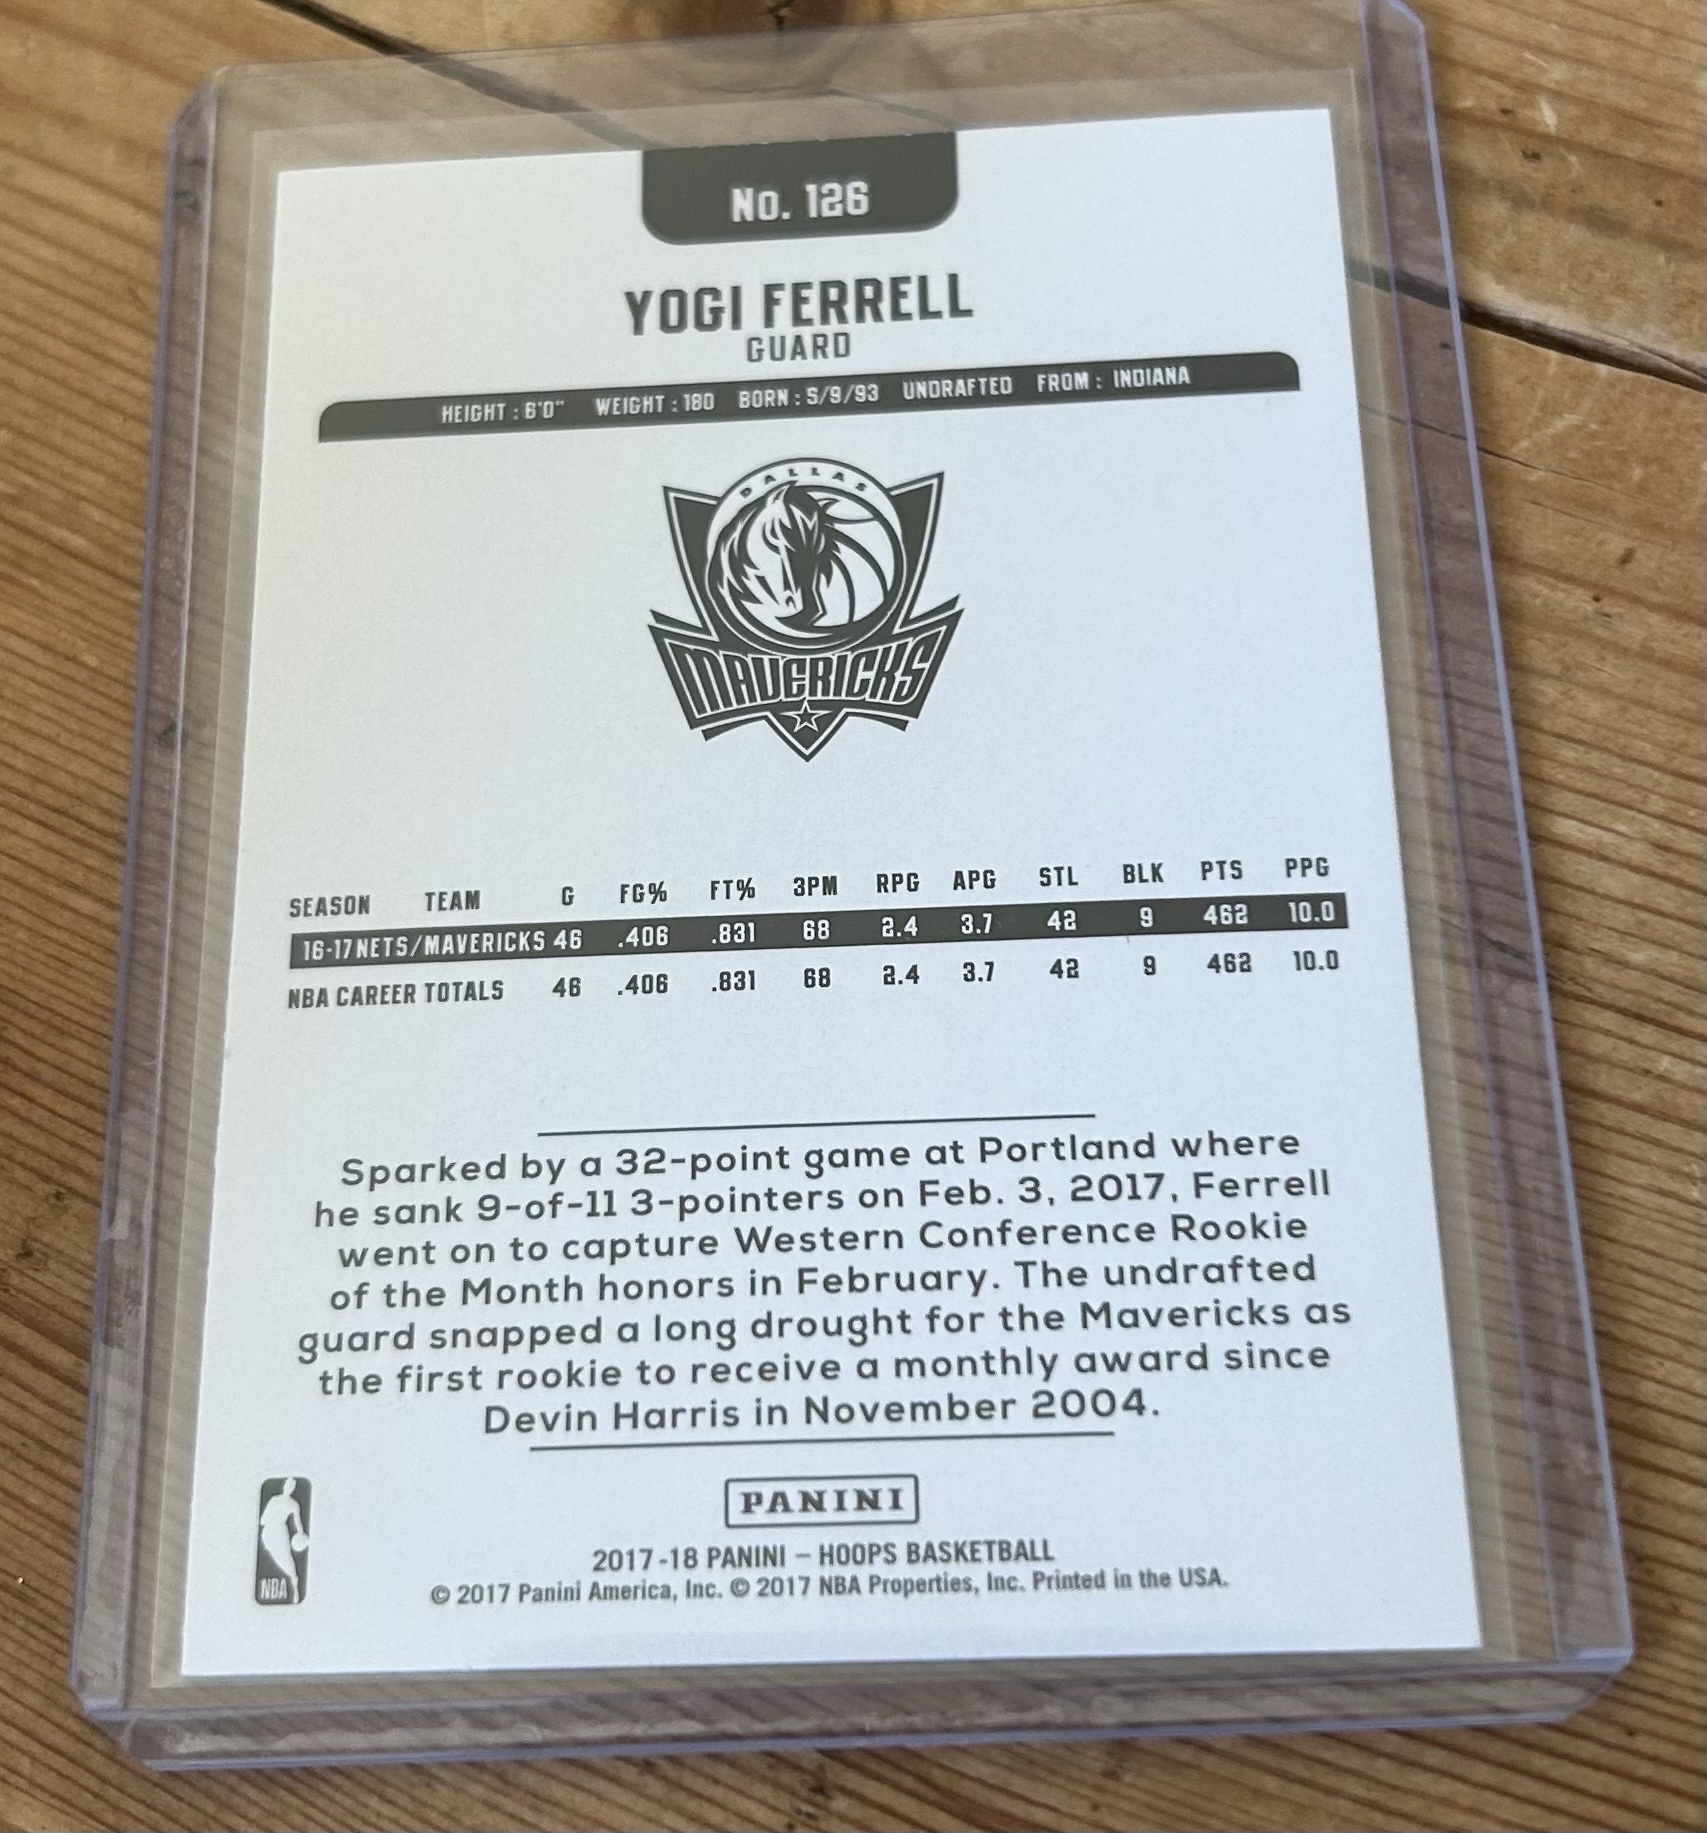 No. 126
YOGI FERRELL
GUARD
HEIGHT : 6'0" WEIGHT : 180 BORN : 5/9/93 UNDRAFTED FROM : INDIANA
DALLAS
MAVERICKS
SEASON TEAM G FG% FT% 3PM RPG APG STL BLK PTS PPG
16-17 NETS/MAVERICKS 46 .406 .831 68 2.4 3.7 42 9 462 10.0
NBA CAREER TOTALS 46 .406 .831 68 2.4 3.7 42 9 462 10.0
Sparked by a 32-point game at Portland where
he sank 9-of-11 3-pointers on Feb. 3, 2017, Ferrell
went on to capture Western Conference Rookie
of the Month honors in February. The undrafted
guard snapped a long drought for the Mavericks as
the first rookie to receive a monthly award since
Devin Harris in November 2004.
NBA
PANINI
2017-18 PANINI – HOOPS BASKETBALL
© 2017 Panini America, Inc. © 2017 NBA Properties, Inc. Printed in the USA.